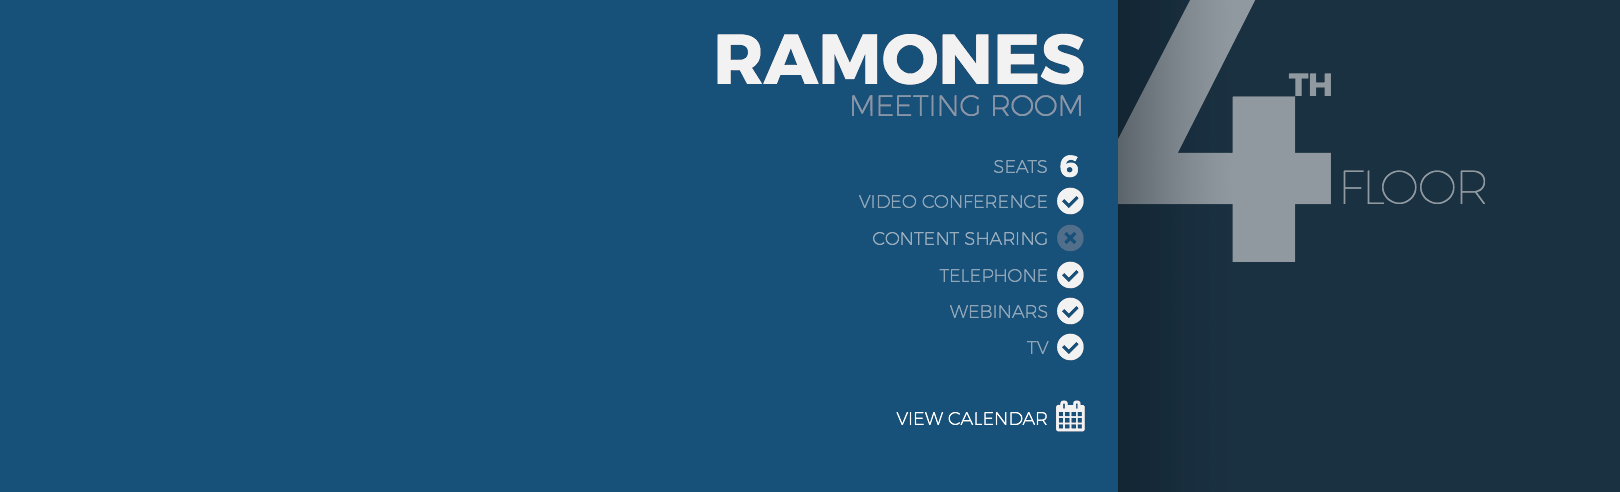 RAMONES
MEETING ROOM
SEATS 6
VIDEO CONFERENCE
CONTENT SHARING
TELEPHONE
WEBINARS
TV
VIEW CALENDAR
4TH
FLOOR